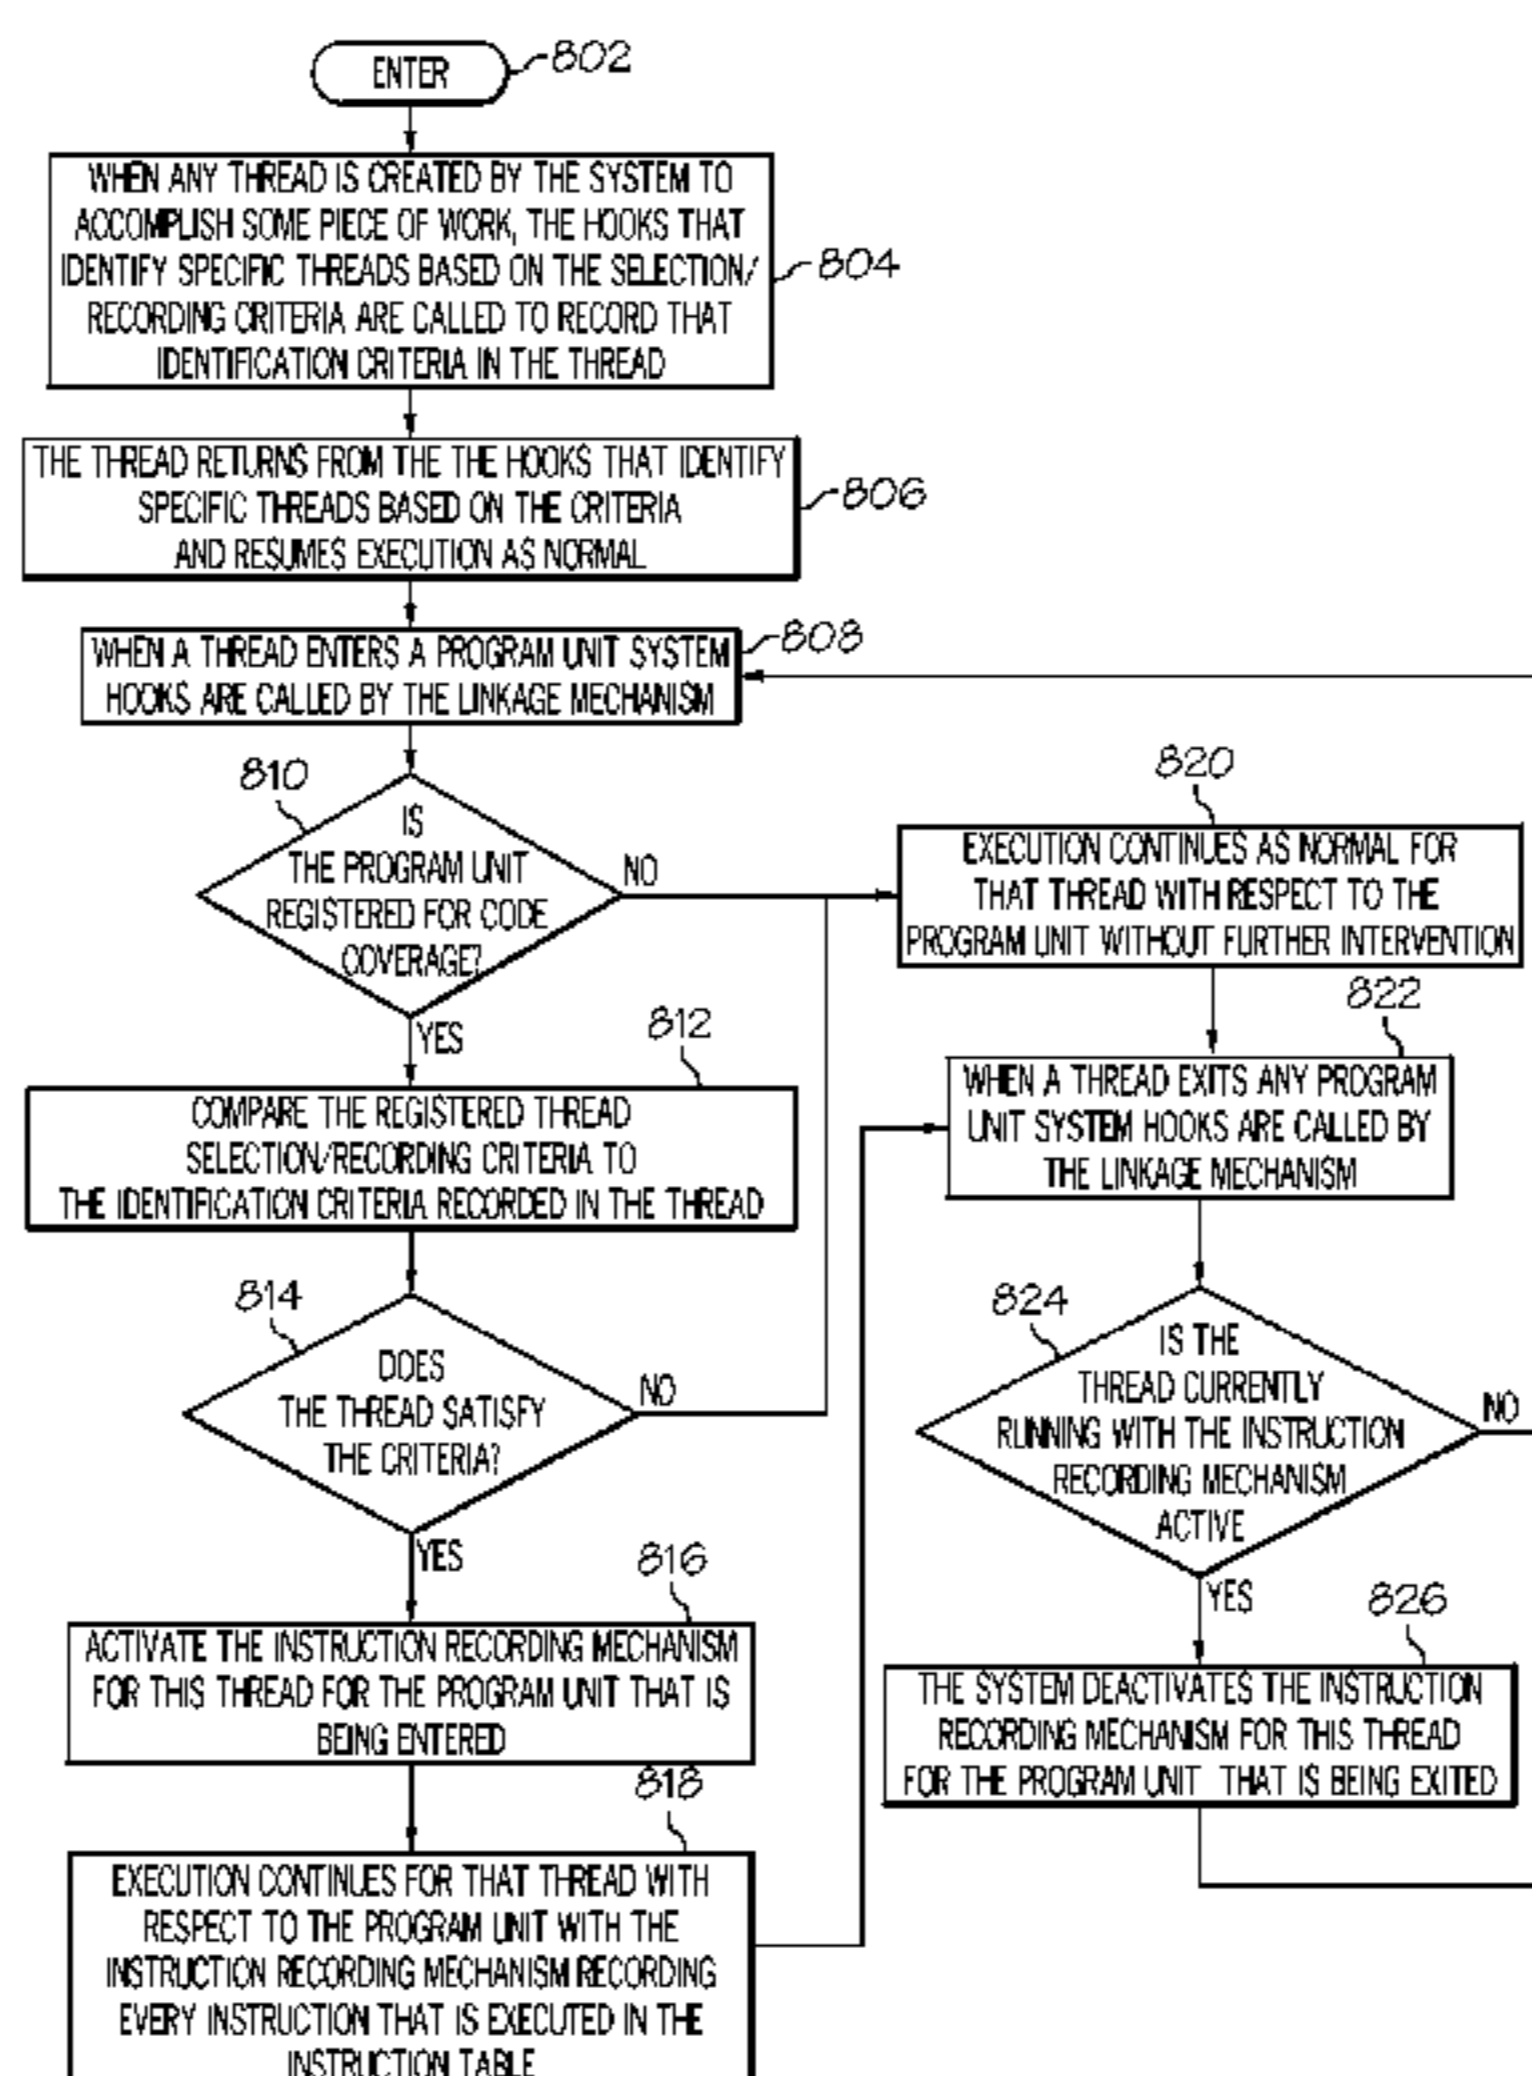 ENTER
802
WHEN ANY THREAD IS CREATED BY THE SYSTEM TO
ACCOMPLISH SOME PIECE OF WORK, THE HOOKS THAT
IDENTIFY SPECIFIC THREADS BASED ON THE SELECTION/
RECORDING CRITERIA ARE CALLED TO RECORD THAT
IDENTIFICATION CRITERIA IN THE THREAD
804
THE THREAD RETURNS FROM THE THE HOOKS THAT IDENTIFY
SPECIFIC THREADS BASED ON THE CRITERIA
AND RESUMES EXECUTION AS NORMAL
806
WHEN A THREAD ENTERS A PROGRAM UNIT SYSTEM
HOOKS ARE CALLED BY THE LINKAGE MECHANISM
808
810
IS
THE PROGRAM UNIT
REGISTERED FOR CODE
COVERAGE?
NO
YES
812
COMPARE THE REGISTERED THREAD
SELECTION/RECORDING CRITERIA TO
THE IDENTIFICATION CRITERIA RECORDED IN THE THREAD
814
DOES
THE THREAD SATISFY
THE CRITERIA?
NO
YES
816
ACTIVATE THE INSTRUCTION RECORDING MECHANISM
FOR THIS THREAD FOR THE PROGRAM UNIT THAT IS
BEING ENTERED
818
EXECUTION CONTINUES FOR THAT THREAD WITH
RESPECT TO THE PROGRAM UNIT WITH THE
INSTRUCTION RECORDING MECHANISM RECORDING
EVERY INSTRUCTION THAT IS EXECUTED IN THE
INSTRUCTION TABLE
820
EXECUTION CONTINUES AS NORMAL FOR
THAT THREAD WITH RESPECT TO THE
PROGRAM UNIT WITHOUT FURTHER INTERVENTION
822
WHEN A THREAD EXITS ANY PROGRAM
UNIT SYSTEM HOOKS ARE CALLED BY
THE LINKAGE MECHANISM
824
IS THE
THREAD CURRENTLY
RUNNING WITH THE INSTRUCTION
RECORDING MECHANISM
ACTIVE
NO
YES
826
THE SYSTEM DEACTIVATES THE INSTRUCTION
RECORDING MECHANISM FOR THIS THREAD
FOR THE PROGRAM UNIT THAT IS BEING EXITED